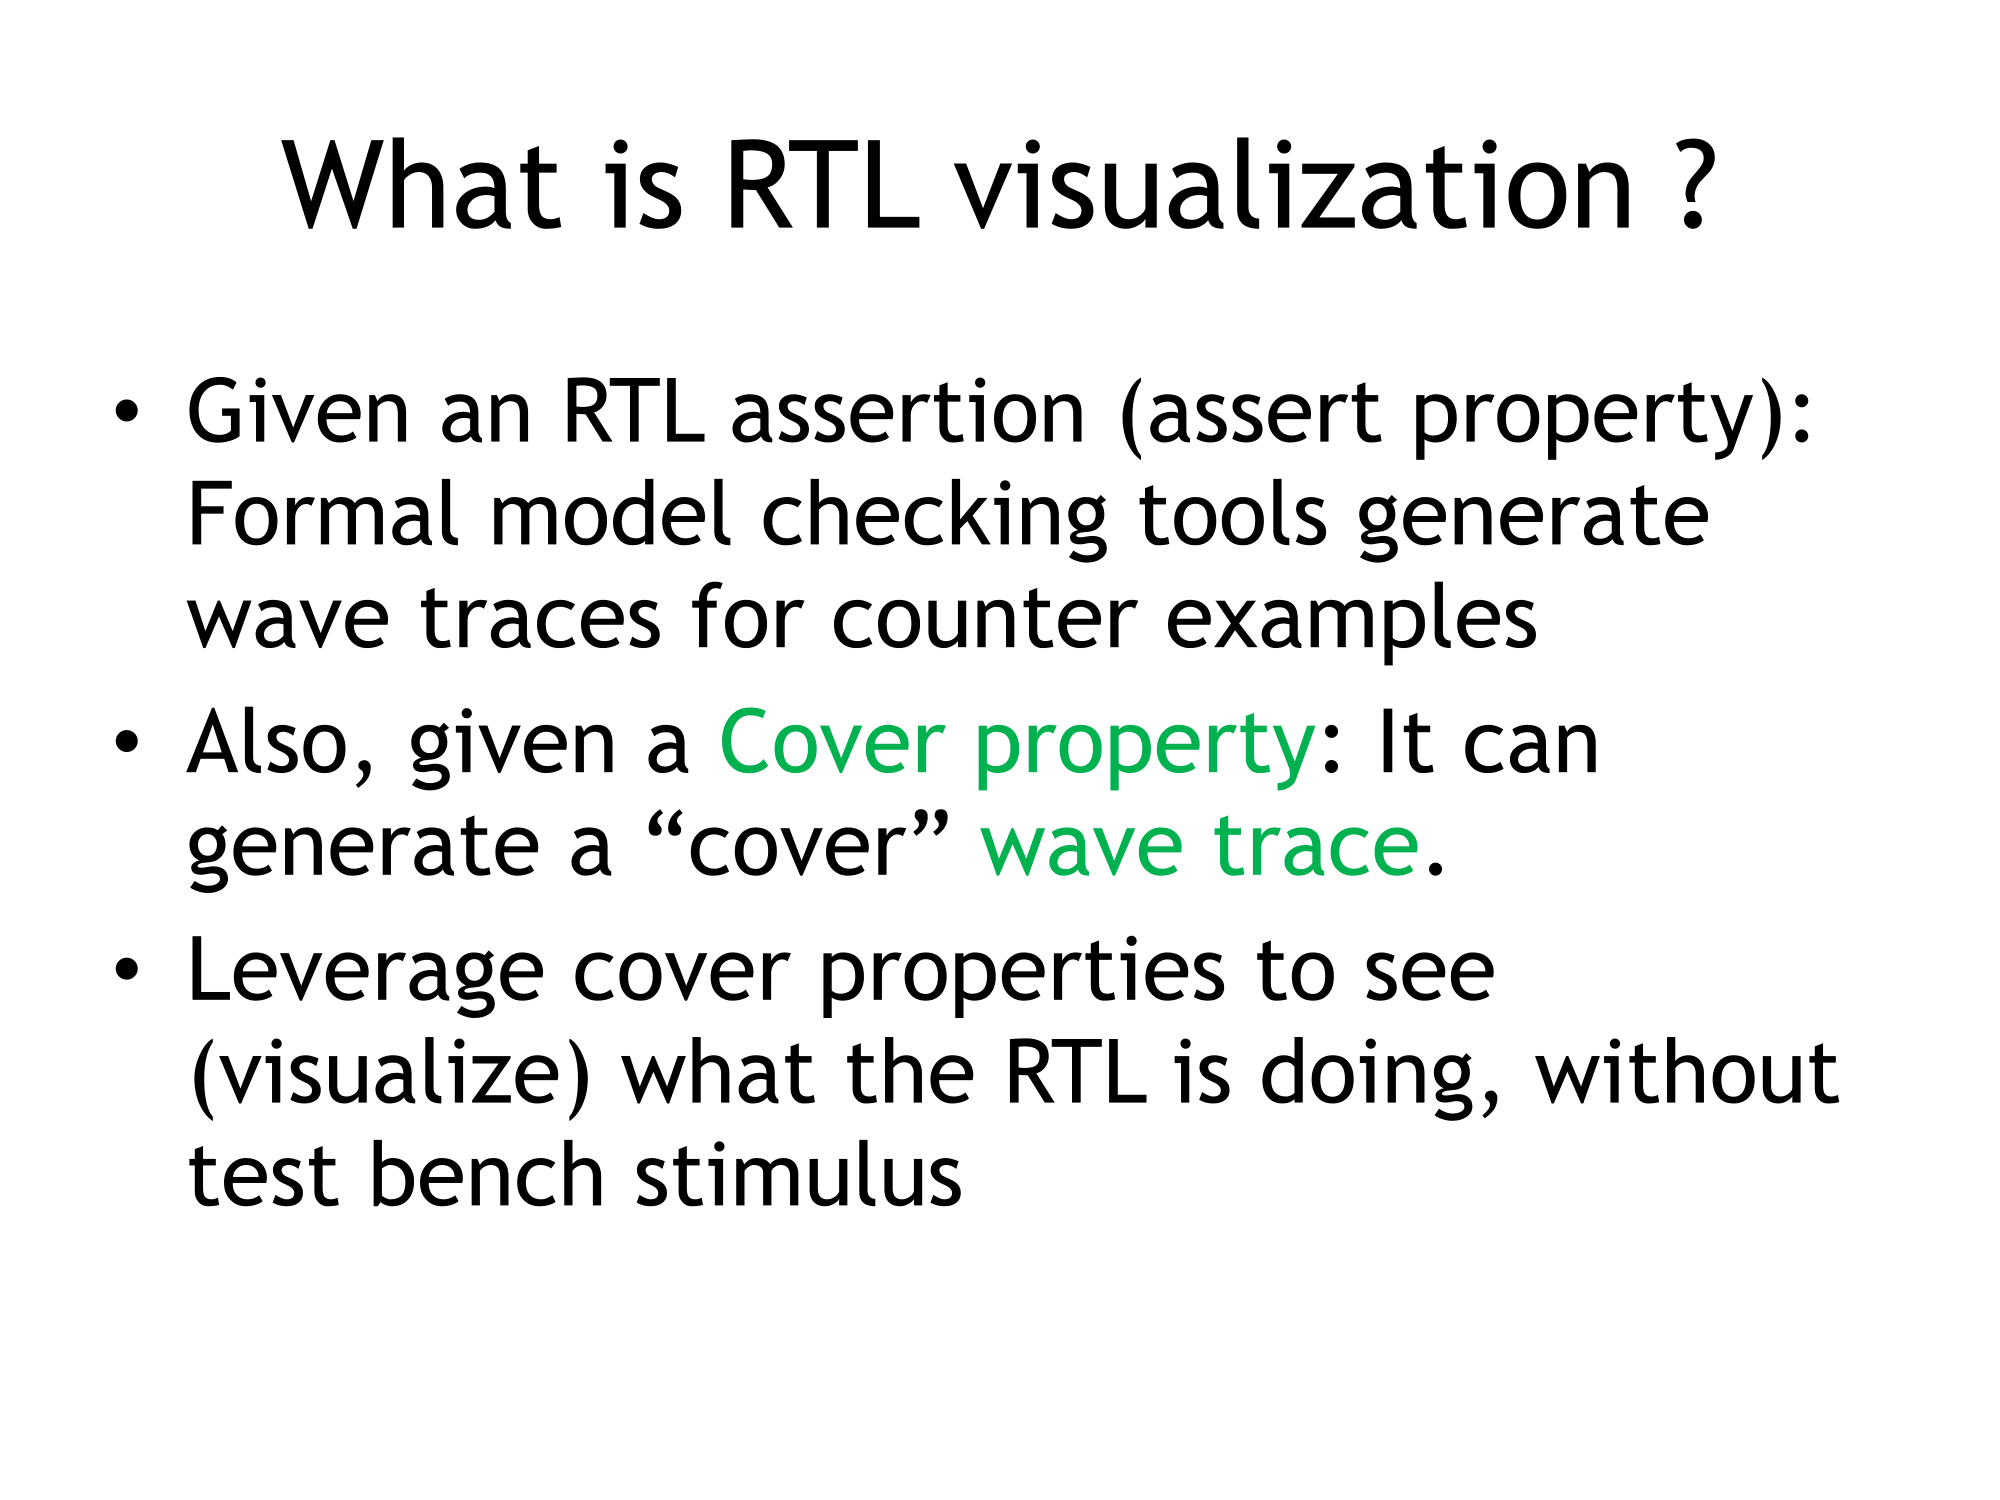 What is RTL visualization ?
• Given an RTL assertion (assert property):
Formal model checking tools generate
wave traces for counter examples
• Also, given a Cover property: It can
generate a “cover” wave trace.
• Leverage cover properties to see
(visualize) what the RTL is doing, without
test bench stimulus